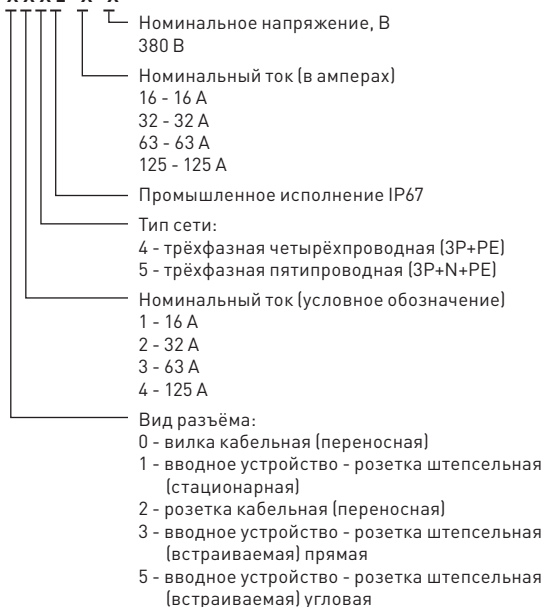 Номинальное напряжение, В
380 В
Номинальный ток (в амперах)
16 - 16 А
32 - 32 А
63 - 63 А
125 - 125 А
Промышленное исполнение IP67
Тип сети:
4 - трёхфазная четырёхпроводная (3P+PE)
5 - трёхфазная пятипроводная (3P+N+PE)
Номинальный ток (условное обозначение)
1 - 16 А
2 - 32 А
3 - 63 А
4 - 125 А
Вид разъёма:
0 - вилка кабельная (переносная)
1 - вводное устройство - розетка штепсельная
(стационарная)
2 - розетка кабельная (переносная)
3 - вводное устройство - розетка штепсельная
(встраиваемая) прямая
5 - вводное устройство - розетка штепсельная
(встраиваемая) угловая